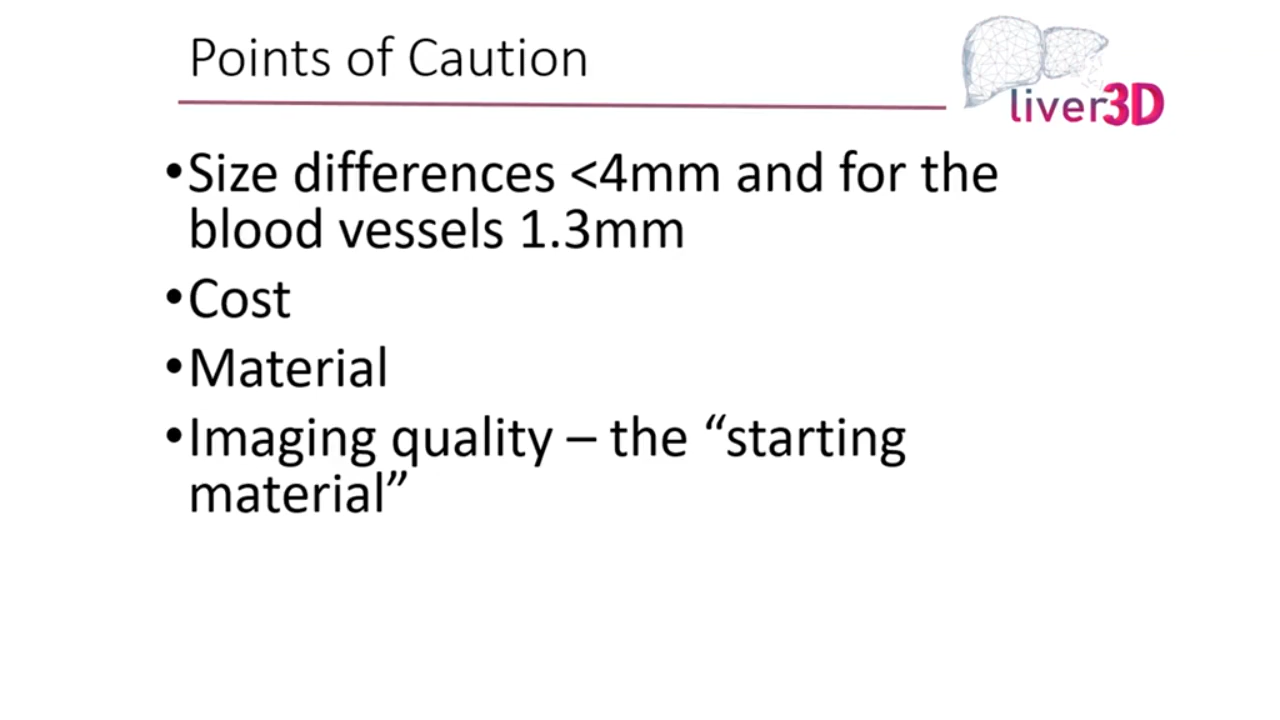 Points of Caution
liver3D
•Size differences <4mm and for the
blood vessels 1.3mm
•Cost
•Material
•Imaging quality – the “starting
material”